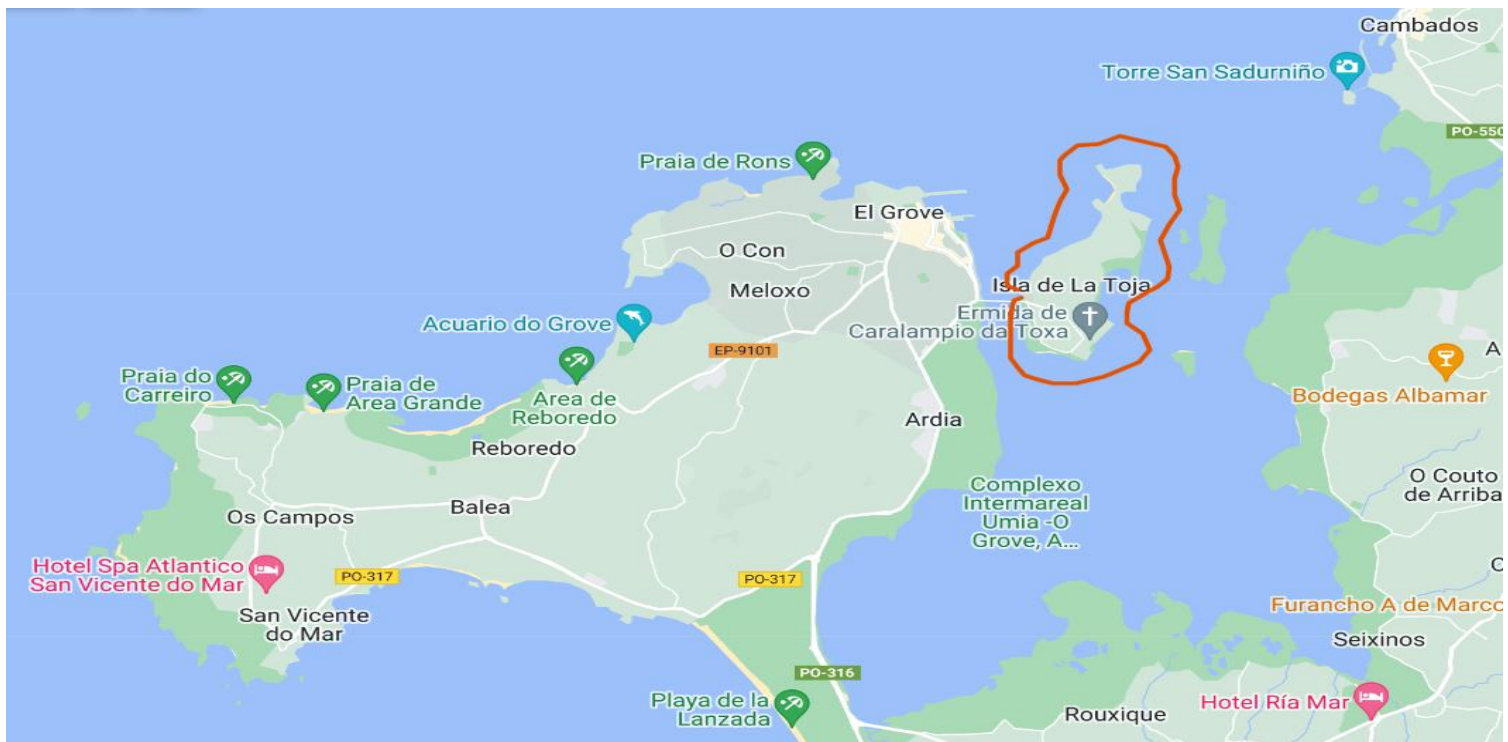 Cambados
Torre San Sadurniño
PO-550
Praia de Rons
El Grove
O Con
Isla de La Toja
Meloxo
Ermida de
Caralampio da Toxa
Acuario do Grove
EP-9101
A
Praia do
Carreiro
Praia de
Area Grande
Area de
Reboredo
Bodegas Albamar
Ardia
Reboredo
Complexo
Intermareal
Umia -O
Grove, A...
O Couto
de Arriba
Balea
Os Campos
Hotel Spa Atlantico
San Vicente do Mar
PO-317
PO-317
San Vicente
do Mar
Furancho A de Marco
Seixinos
PO-316
Playa de la
Lanzada
Rouxique
Hotel Ría Mar